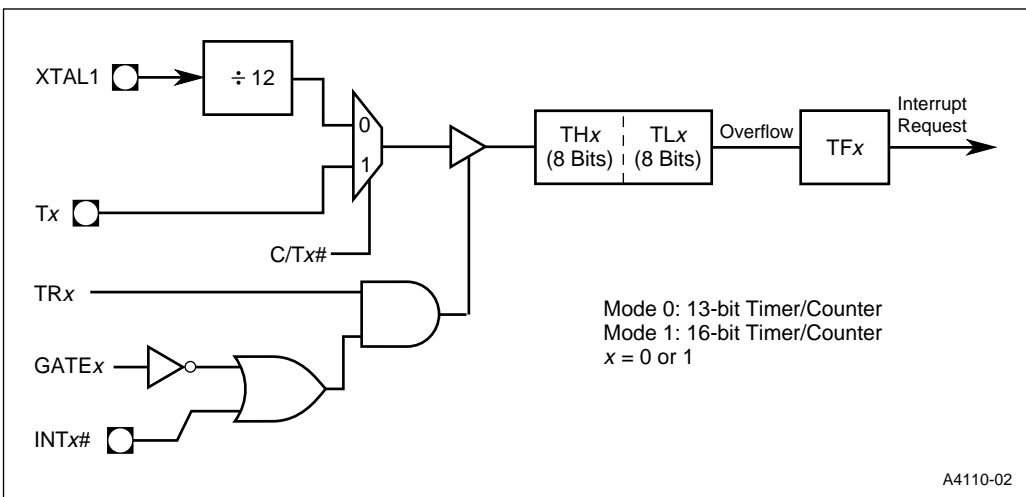 XTAL1
÷ 12
0
1
Tx
C/Tx#
TRx
GATEx
INTx#
THx
(8 Bits)
TLx
(8 Bits)
Overflow
TFx
Interrupt
Request
Mode 0: 13-bit Timer/Counter
Mode 1: 16-bit Timer/Counter
x = 0 or 1
A4110-02